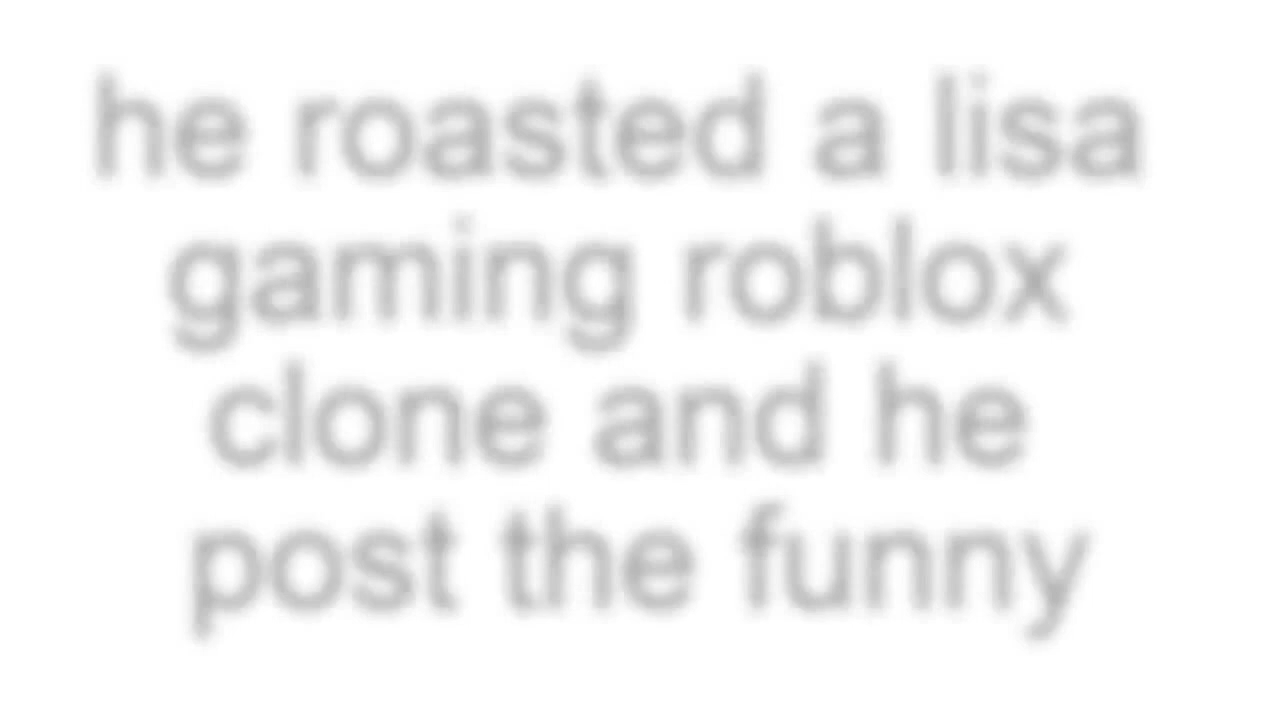 he roasted a lisa
gaming roblox
clone and he
post the funny